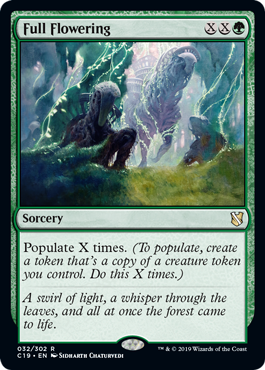 Full Flowering XXG
Sorcery
Populate X times. (To populate, create
a token that's a copy of a creature token
you control. Do this X times.)
A swirl of light, a whisper through the
leaves, and all at once the forest came
to life.
032/302 R
C19 • EN SIDHARTH CHATURVEDI
™ & © 2019 Wizards of the Coast